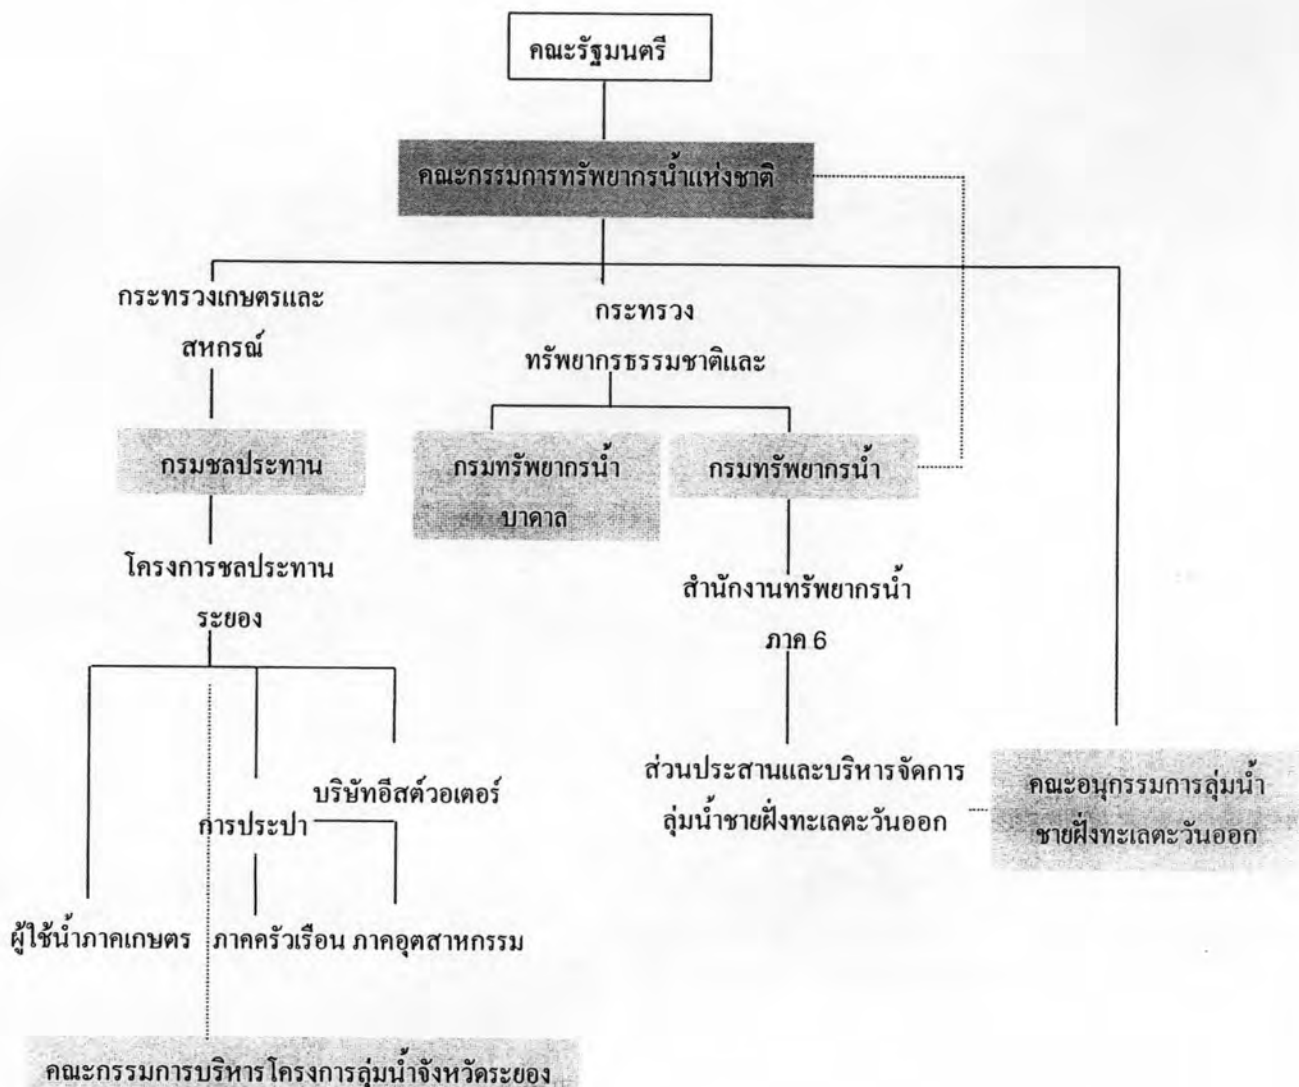 คณะรัฐมนตรี
คณะกรรมการทรัพยากรน้ำแห่งชาติ
กระทรวงเกษตรและ
สหกรณ์
กระทรวง
ทรัพยากรธรรมชาติและ
กรมชลประทาน
กรมทรัพยากรน้ำ
บาดาล
กรมทรัพยากรน้ำ
โครงการชลประทาน
ระยอง
สำนักงานทรัพยากรน้ำ
ภาค 6
บริษัทอีสต์วอเตอร์
การประปา
ส่วนประสานและบริหารจัดการ
ลุ่มน้ำชายฝั่งทะเลตะวันออก
คณะอนุกรรมการลุ่มน้ำ
ชายฝั่งทะเลตะวันออก
ผู้ใช้น้ำภาคเกษตร
ภาคครัวเรือน
ภาคอุตสาหกรรม
คณะกรรมการบริหารโครงการลุ่มน้ำจังหวัดระยอง